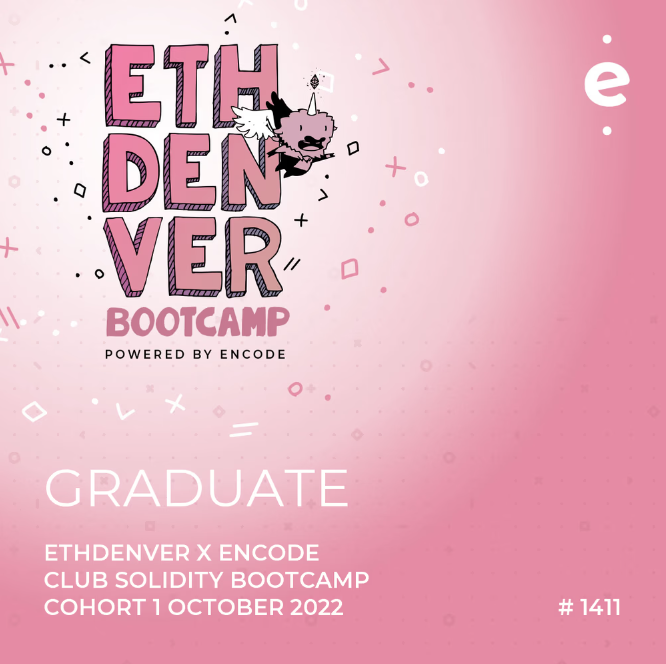 ETH
DEN
VER
BOOTCAMP
POWERED BY ENCODE
e
GRADUATE
ETHDENVER X ENCODE
CLUB SOLIDITY BOOTCAMP
COHORT 1 OCTOBER 2022
# 1411